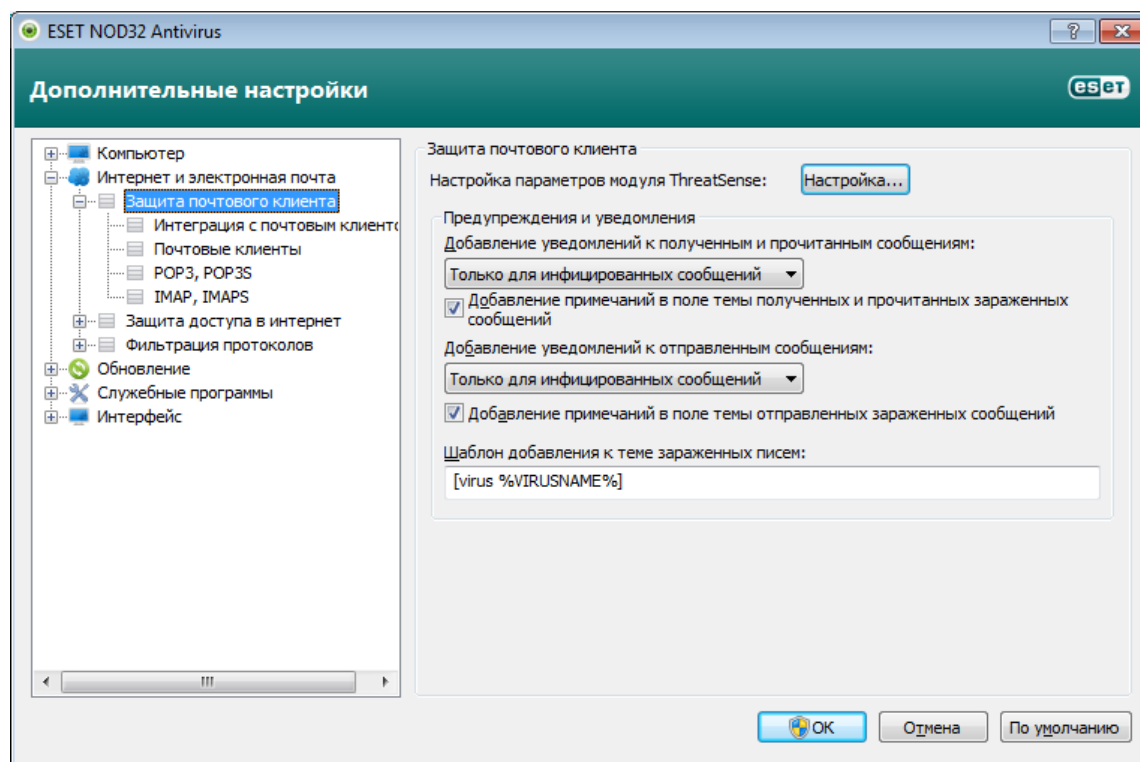 ESET NOD32 Antivirus
Дополнительные настройки
eset
Компьютер
Интернет и электронная почта
Защита почтового клиента
Интеграция с почтовым клиенто
Почтовые клиенты
POP3, POP3S
IMAP, IMAPS
Защита доступа в интернет
Фильтрация протоколов
Обновление
Служебные программы
Интерфейс
Защита почтового клиента
Настройка параметров модуля ThreatSense:
Настройка...
Предупреждения и уведомления
Добавление уведомлений к полученным и прочитанным сообщениям:
Только для инфицированных сообщений
Добавление примечаний в поле темы полученных и прочитанных зараженных
сообщений
Добавление уведомлений к отправленным сообщениям:
Только для инфицированных сообщений
Добавление примечаний в поле темы отправленных зараженных сообщений
Шаблон добавления к теме зараженных писем:
[virus %VIRUSNAME%]
OK
Отмена
По умолчанию